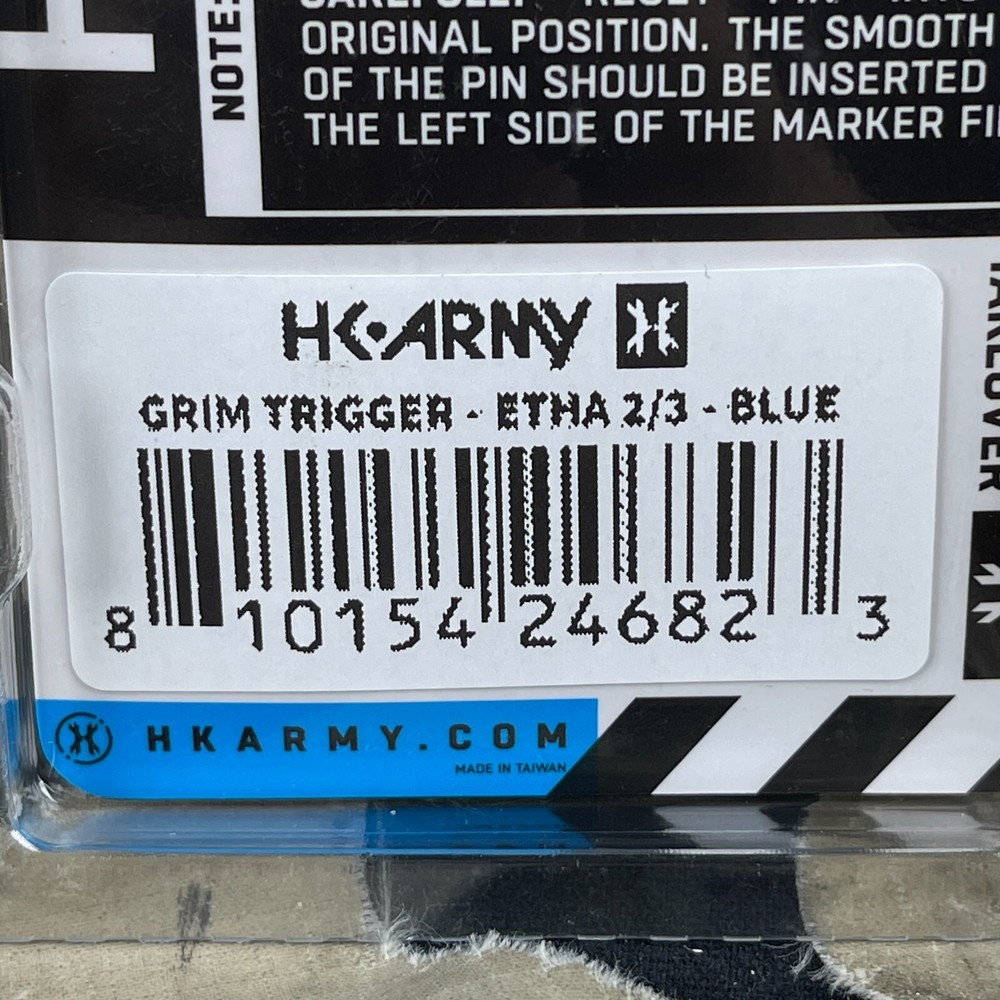 NOTE
ORIGINAL POSITION. THE SMOOTH
OF THE PIN SHOULD BE INSERTED
THE LEFT SIDE OF THE MARKER
HK ARMY
GRIM TRIGGER - ETHA 2/3 - BLUE
8 10154 24682 3
TAKEOVER
HKARMY.COM
MADE IN TAIWAN